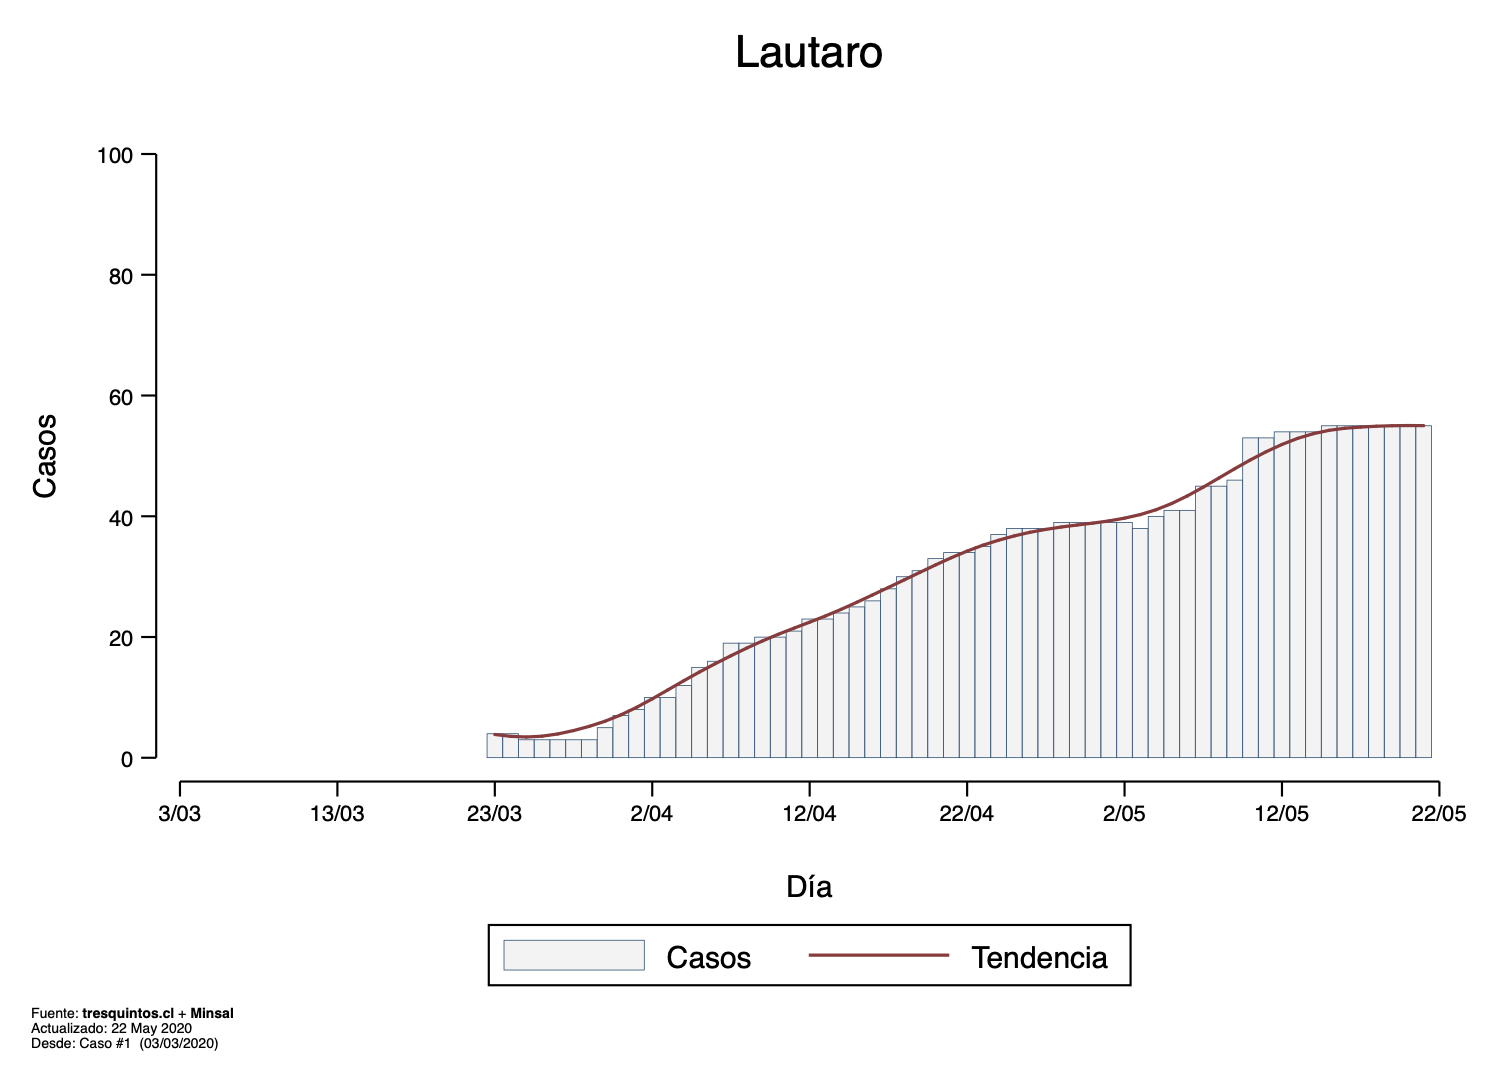 Lautaro
100
80
60
40
20
0
Casos
3/03 13/03 23/03 2/04 12/04 22/04 2/05 12/05 22/05
Día
Casos Tendencia
Fuente: tresquintos.cl + Minsal
Actualizado: 22 May 2020
Desde: Caso #1 (03/03/2020)